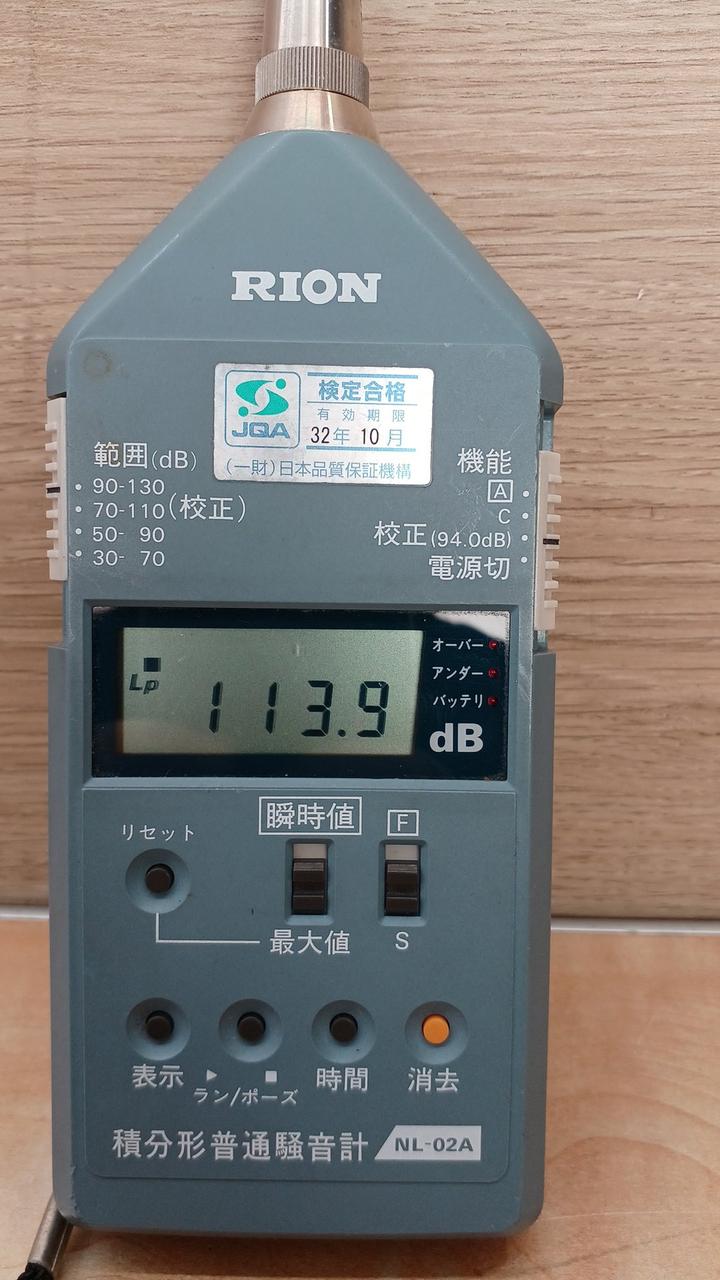 RION
JQA
検定合格
有効期限
32年 10月
(一財)日本品質保証機構
範囲(dB)
90-130
70-110(校正)
50- 90
30- 70
機能
A
C
校正(94.0dB)
電源切
Lp
113.9
オーバー
アンダー
バッテリ
dB
リセット
瞬時値
F
最大値
S
表示
ラン/ポーズ
時間
消去
積分形普通騒音計
NL-02A